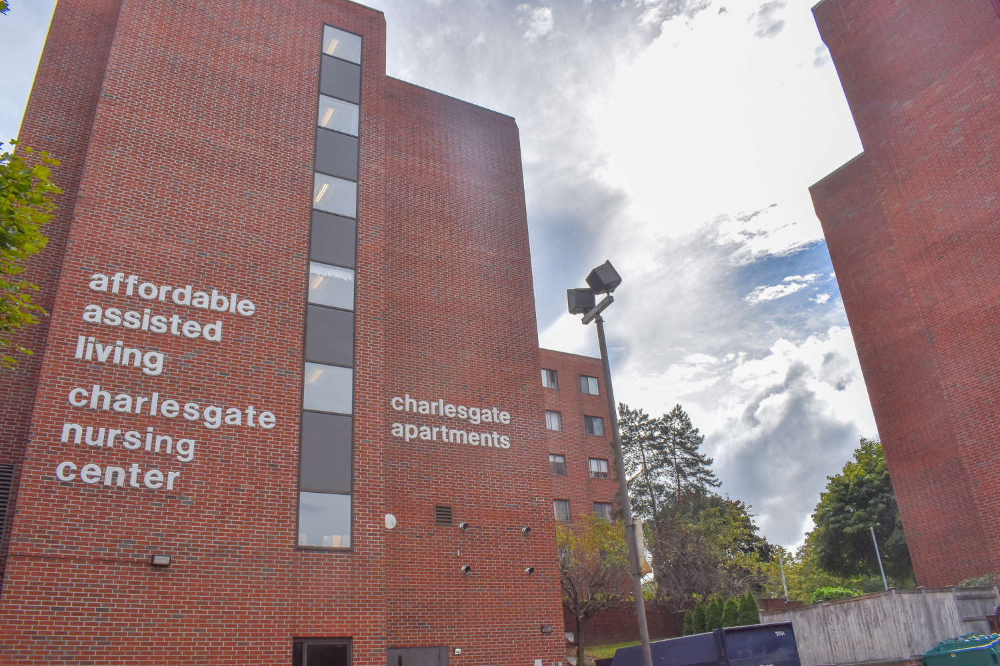 affordable
assisted
living
charlesgate
nursing
center
charlesgate
apartments